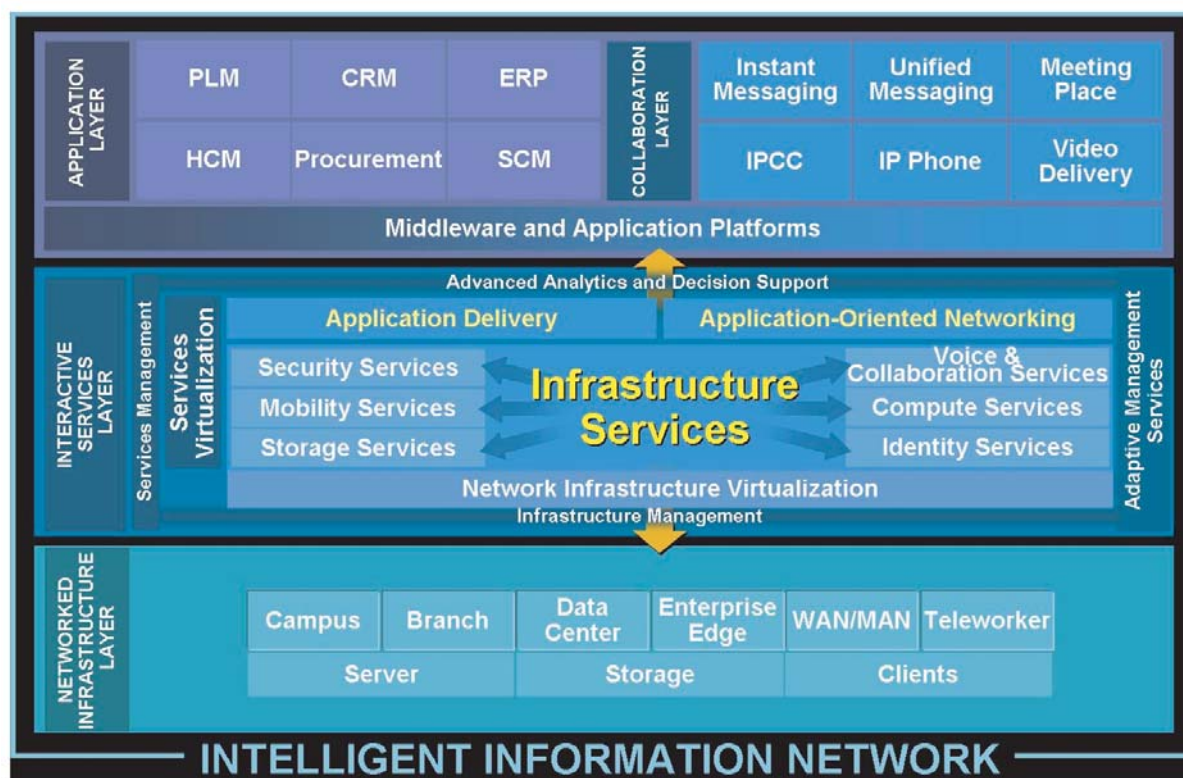 APPLICATION
LAYER
PLM
CRM
ERP
HCM
Procurement
SCM
COLLABORATION
LAYER
Instant
Messaging
Unified
Messaging
Meeting
Place
IPCC
IP Phone
Video
Delivery
Middleware and Application Platforms
INTERACTIVE
SERVICES
LAYER
Services Management
Services
Virtualization
Advanced Analytics and Decision Support
Application Delivery
Application-Oriented Networking
Security Services
Mobility Services
Storage Services
Infrastructure
Services
Voice &
Collaboration Services
Compute Services
Identity Services
Network Infrastructure Virtualization
Infrastructure Management
Adaptive Management
Services
NETWORKED
INFRASTRUCTURE
LAYER
Campus
Branch
Data
Center
Enterprise
Edge
WAN/MAN
Teleworker
Server
Storage
Clients
INTELLIGENT INFORMATION NETWORK